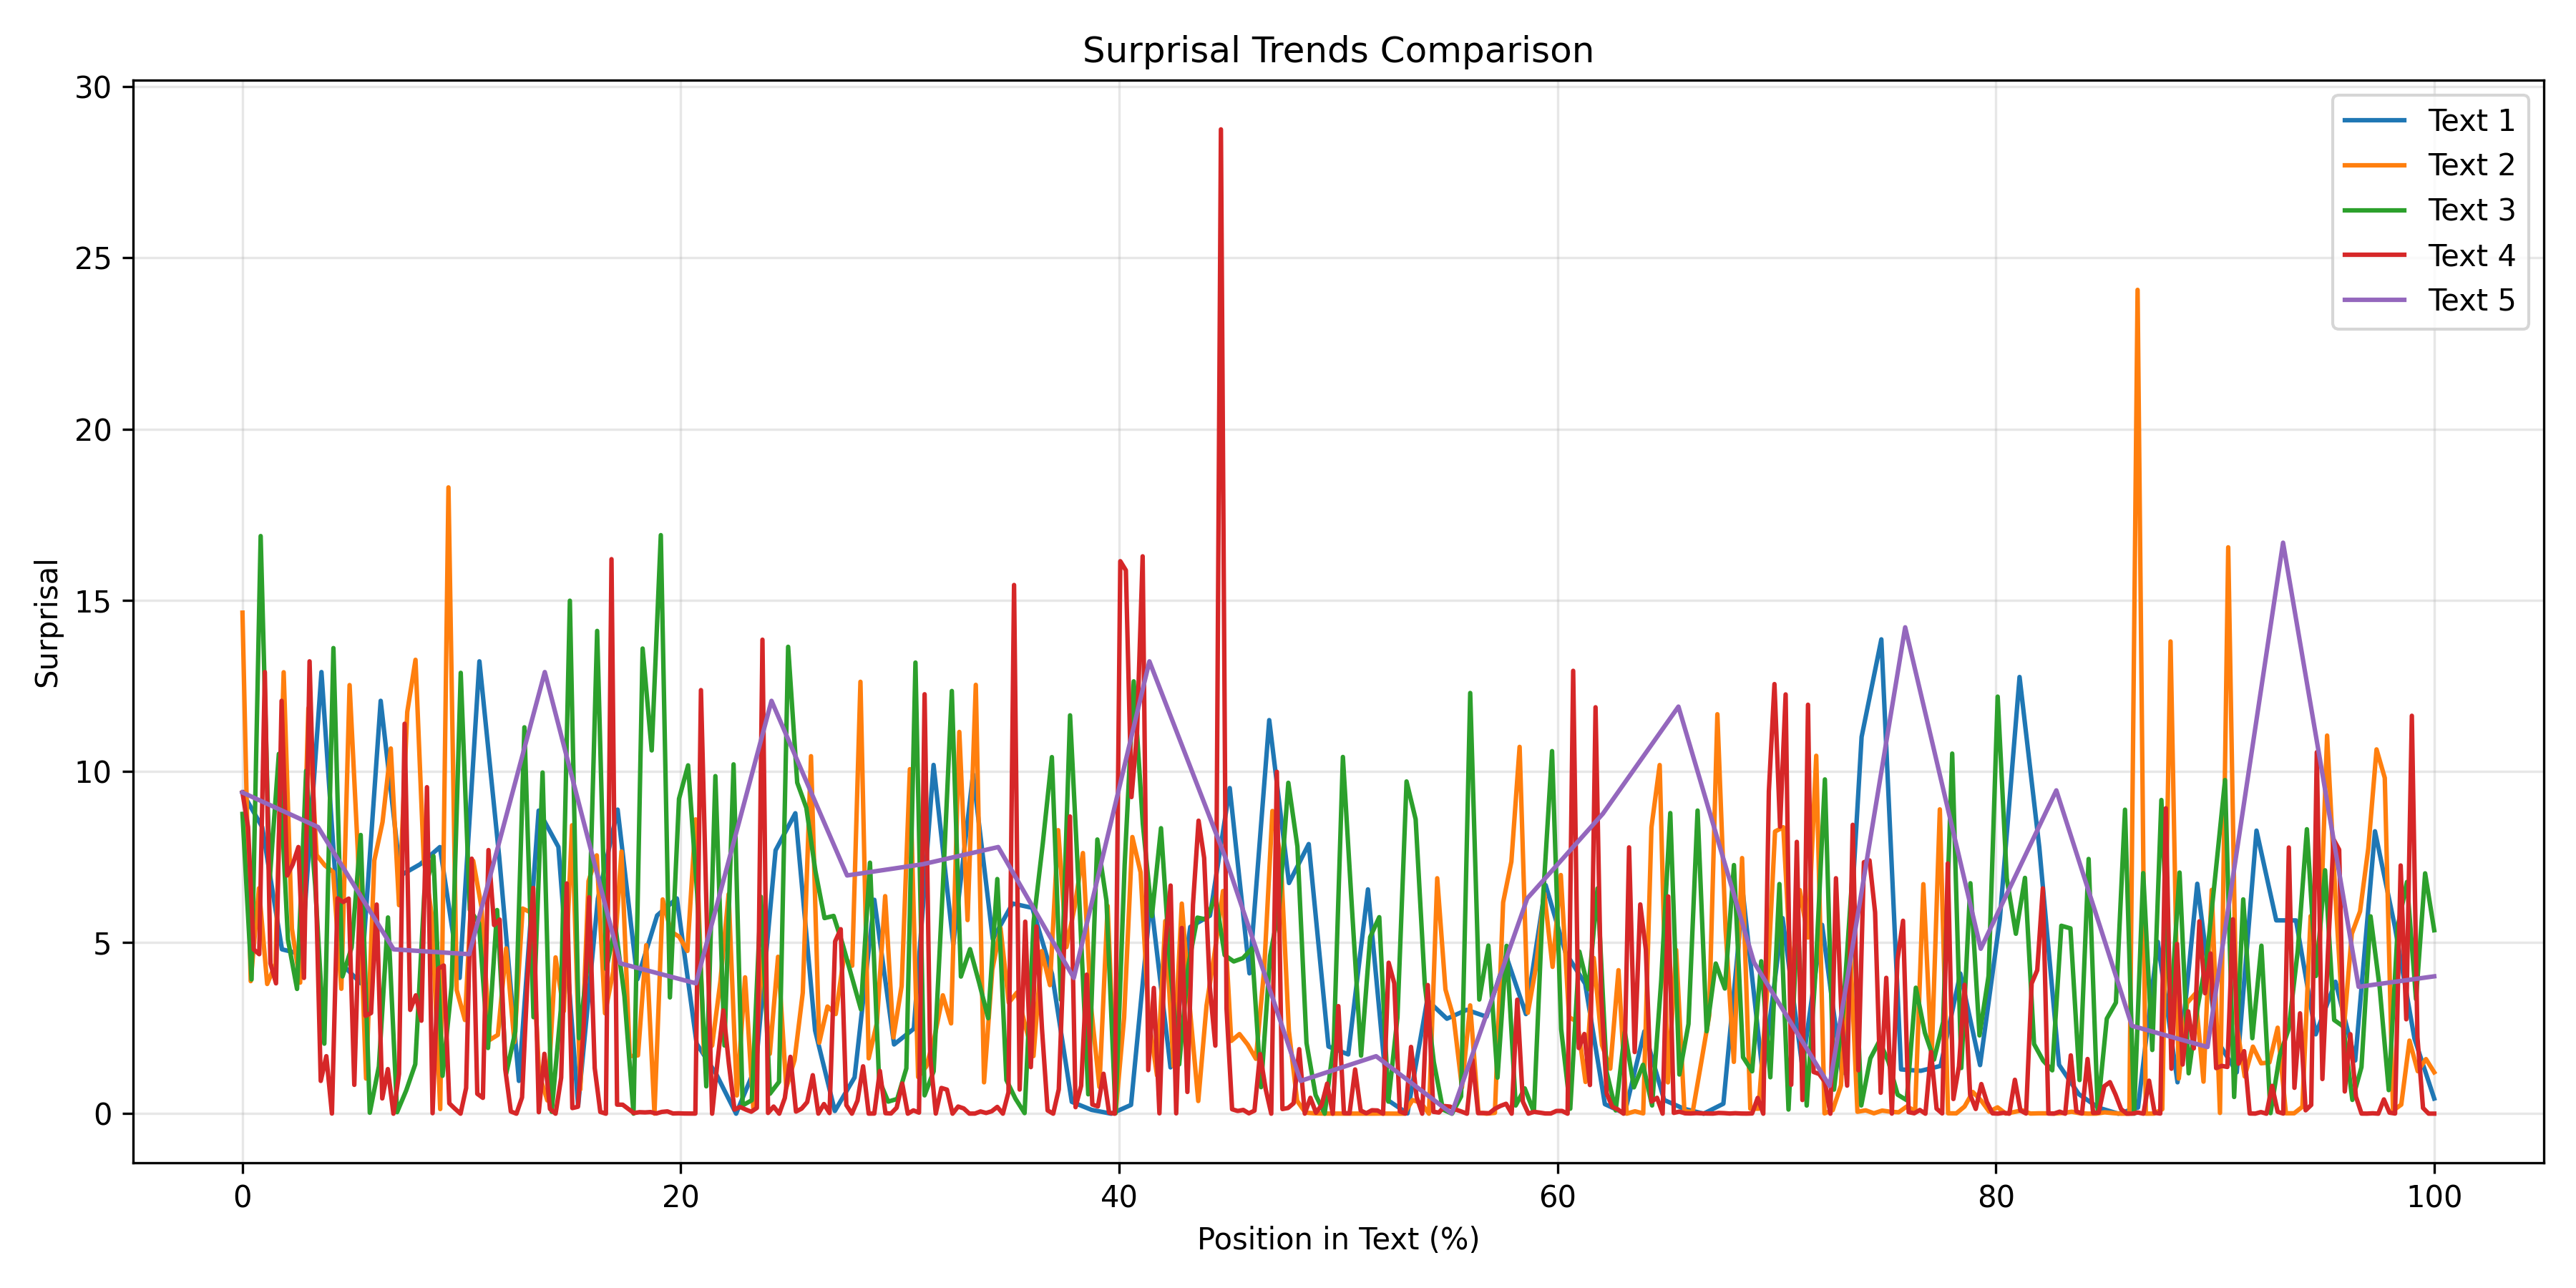 Surprisal Trends Comparison
30
25
20
15
10
5
0
Surprisal
Text 1
Text 2
Text 3
Text 4
Text 5
0 20 40 60 80 100
Position in Text (%)